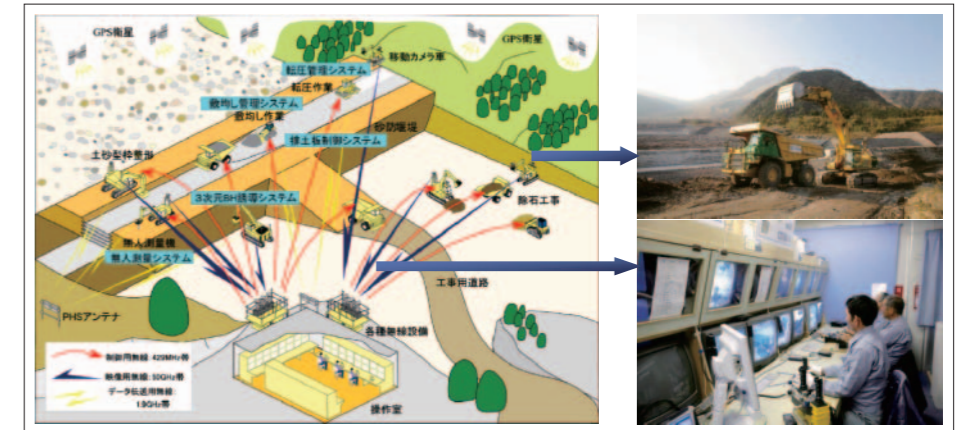 GPS衛星
GPS衛星
移動カメラ車
転圧管理システム
転圧作業
敷均し管理システム
敷均し作業
砂防堰堤
排土板制御システム
土砂型枠整形
除石工事
3次元BH誘導システム
無人測量機
無人測量システム
工事用道路
PHSアンテナ
各種無線設備
制御用無線:429MHz帯
映像用無線:50GHz帯
データ伝送用無線:
1.9GHz帯
操作室